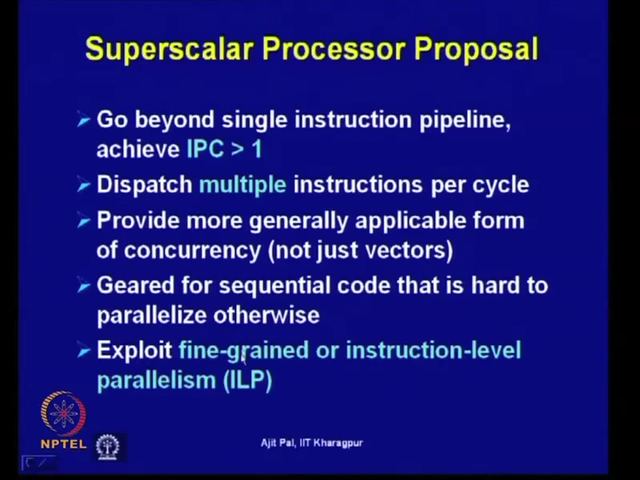 Superscalar Processor Proposal
Go beyond single instruction pipeline,
achieve IPC > 1
Dispatch multiple instructions per cycle
Provide more generally applicable form
of concurrency (not just vectors)
Geared for sequential code that is hard to
parallelize otherwise
Exploit fine-grained or instruction-level
parallelism (ILP)
NPTEL
Ajit Pal, IIT Kharagpur